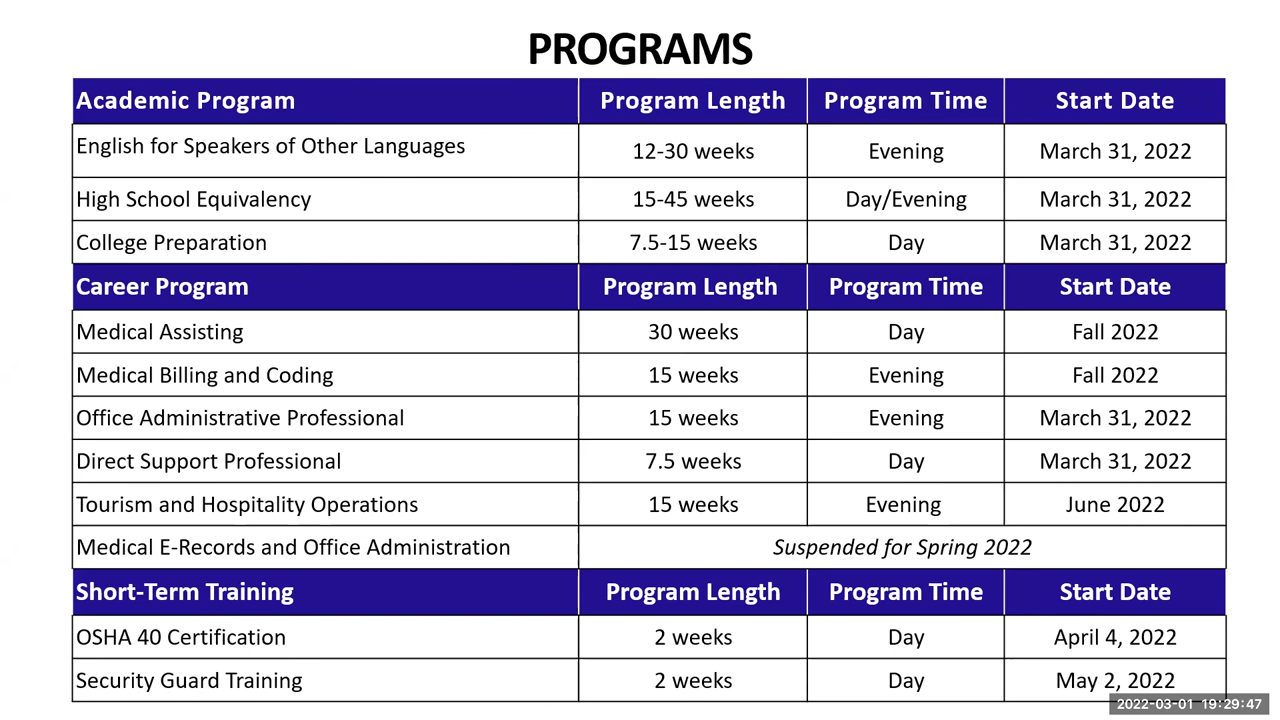 PROGRAMS
Academic Program Program Length Program Time Start Date
English for Speakers of Other Languages 12-30 weeks Evening March 31, 2022
High School Equivalency 15-45 weeks Day/Evening March 31, 2022
College Preparation 7.5-15 weeks Day March 31, 2022
Career Program Program Length Program Time Start Date
Medical Assisting 30 weeks Day Fall 2022
Medical Billing and Coding 15 weeks Evening Fall 2022
Office Administrative Professional 15 weeks Evening March 31, 2022
Direct Support Professional 7.5 weeks Day March 31, 2022
Tourism and Hospitality Operations 15 weeks Evening June 2022
Medical E-Records and Office Administration Suspended for Spring 2022
Short-Term Training Program Length Program Time Start Date
OSHA 40 Certification 2 weeks Day April 4, 2022
Security Guard Training 2 weeks Day May 2, 2022
2022-03-01 19:29:47